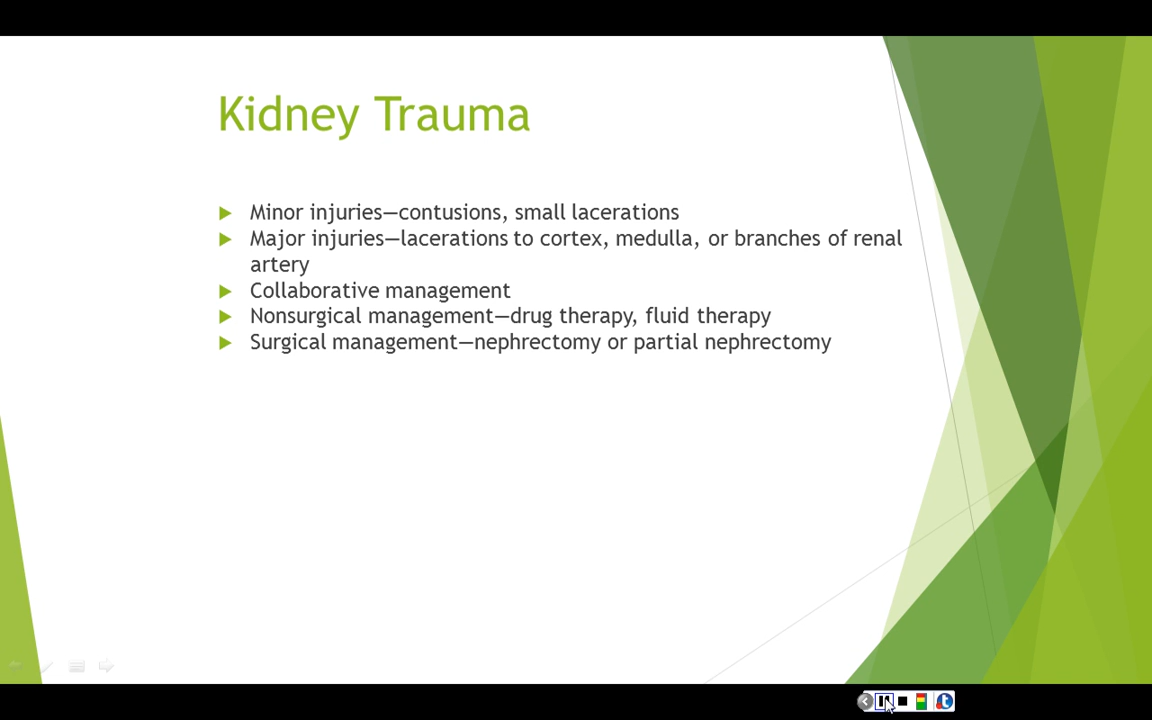 Kidney Trauma
Minor injuries—contusions, small lacerations
Major injuries—lacerations to cortex, medulla, or branches of renal
artery
Collaborative management
Nonsurgical management—drug therapy, fluid therapy
Surgical management—nephrectomy or partial nephrectomy